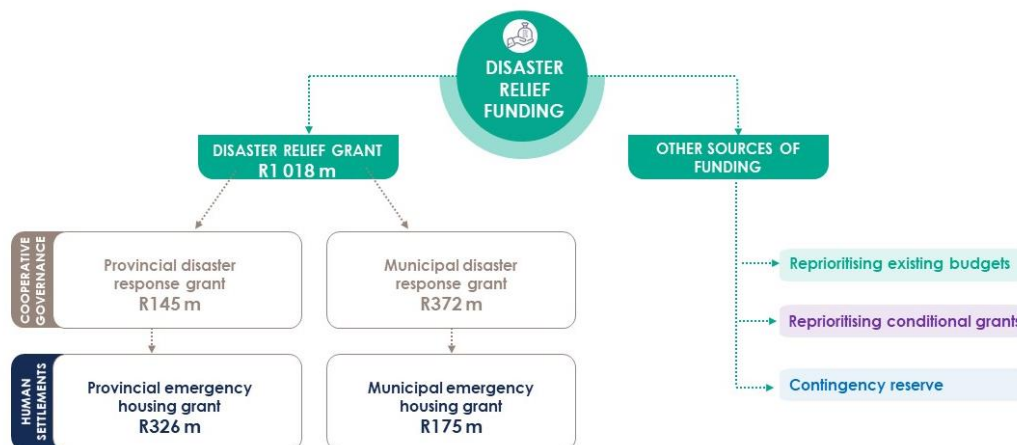 DISASTER
RELIEF
FUNDING
DISASTER RELIEF GRANT
R1 018 m
OTHER SOURCES OF
FUNDING
COOPERATIVE
GOVERNANCE
Provincial disaster
response grant
R145 m
Municipal disaster
response grant
R372 m
Reprioritising existing budgets
Reprioritising conditional grants
Contingency reserve
HUMAN
SETTLEMENTS
Provincial emergency
housing grant
R326 m
Municipal emergency
housing grant
R175 m